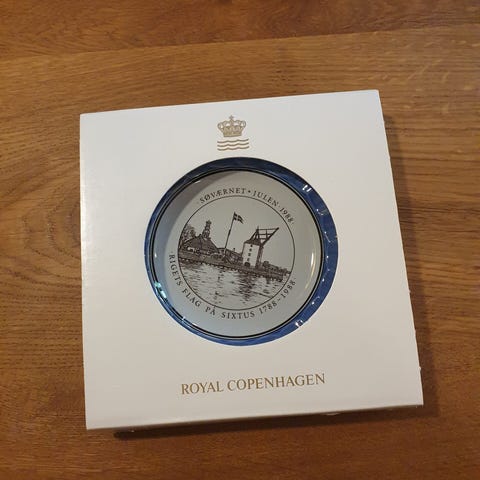 SØVÆRNET • JULEN 1988
RIGETS FLAG PÅ SIXTUS 1788-1988
ROYAL COPENHAGEN